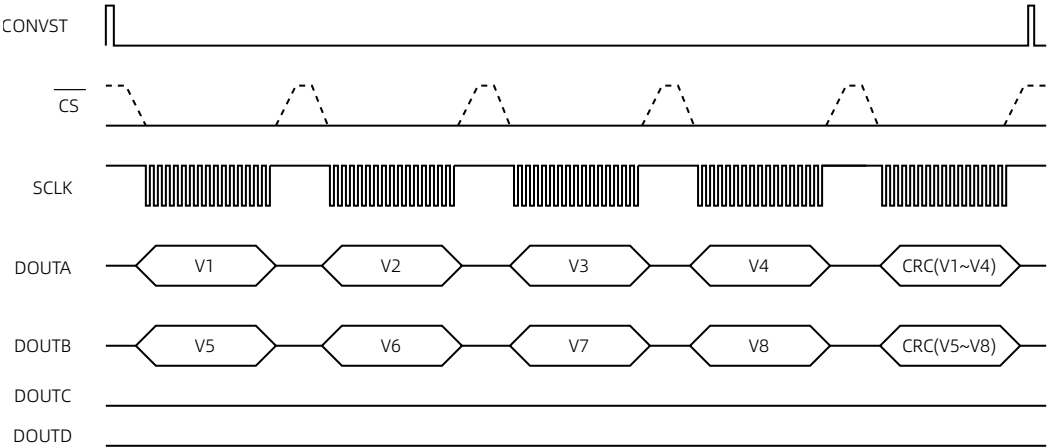 CONVST
CS
SCLK
DOUTA V1 V2 V3 V4 CRC(V1~V4)
DOUTB V5 V6 V7 V8 CRC(V5~V8)
DOUTC
DOUTD